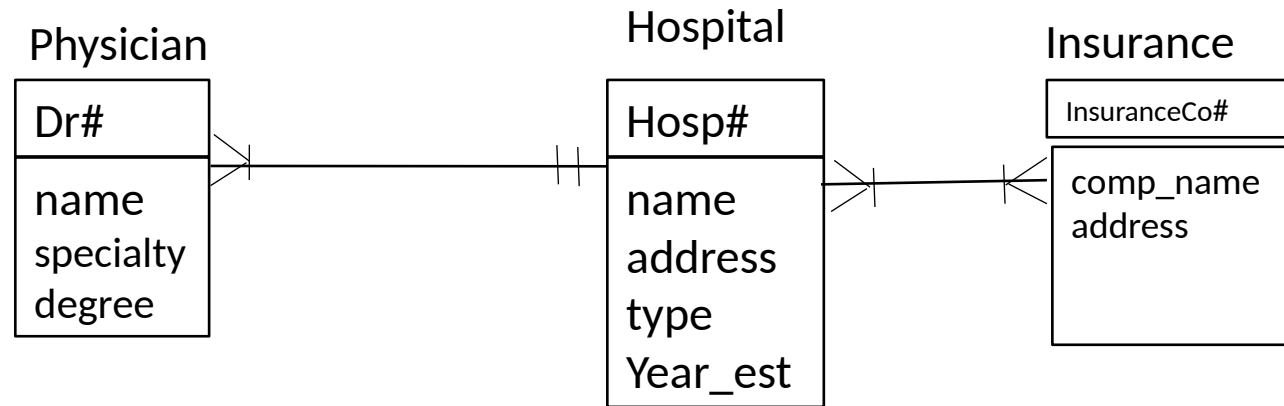 Physician
Dr#
name
specialty
degree
Hospital
Hosp#
name
address
type
Year_est
Insurance
InsuranceCo#
comp_name
address